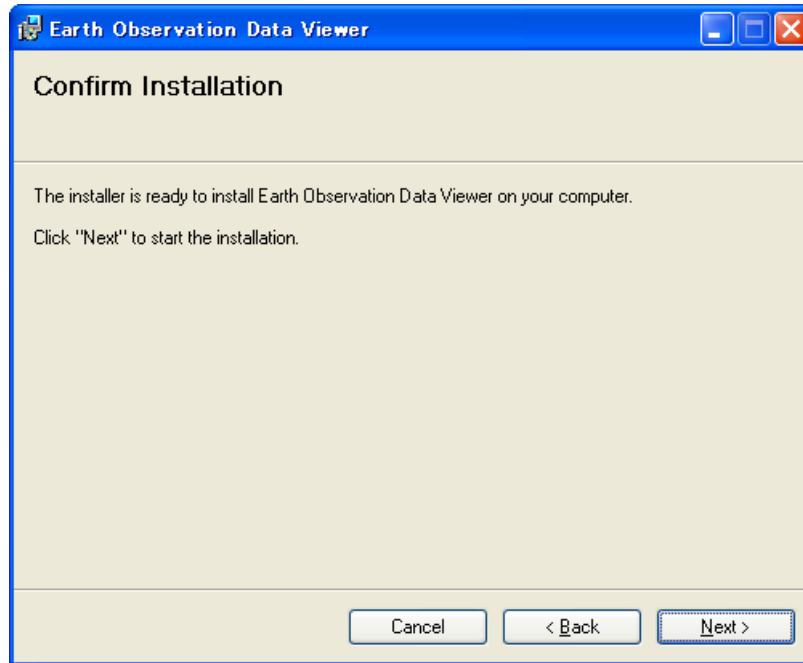 Earth Observation Data Viewer
Confirm Installation
The installer is ready to install Earth Observation Data Viewer on your computer.
Click "Next" to start the installation.
Cancel
< Back
Next >